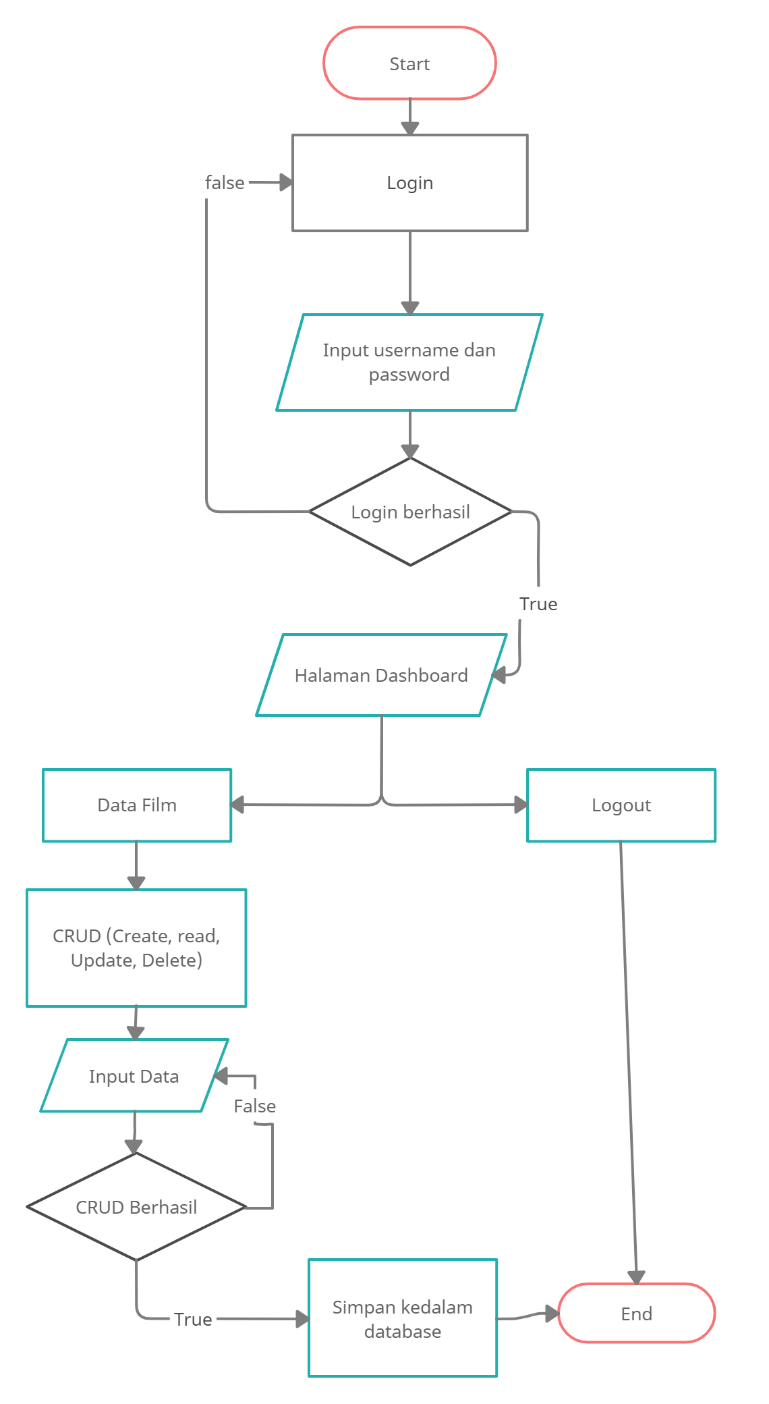 Start
false
Login
Input username dan
password
Login berhasil
True
Halaman Dashboard
Data Film
Logout
CRUD (Create, read,
Update, Delete)
Input Data
False
CRUD Berhasil
True
Simpan kedalam
database
End